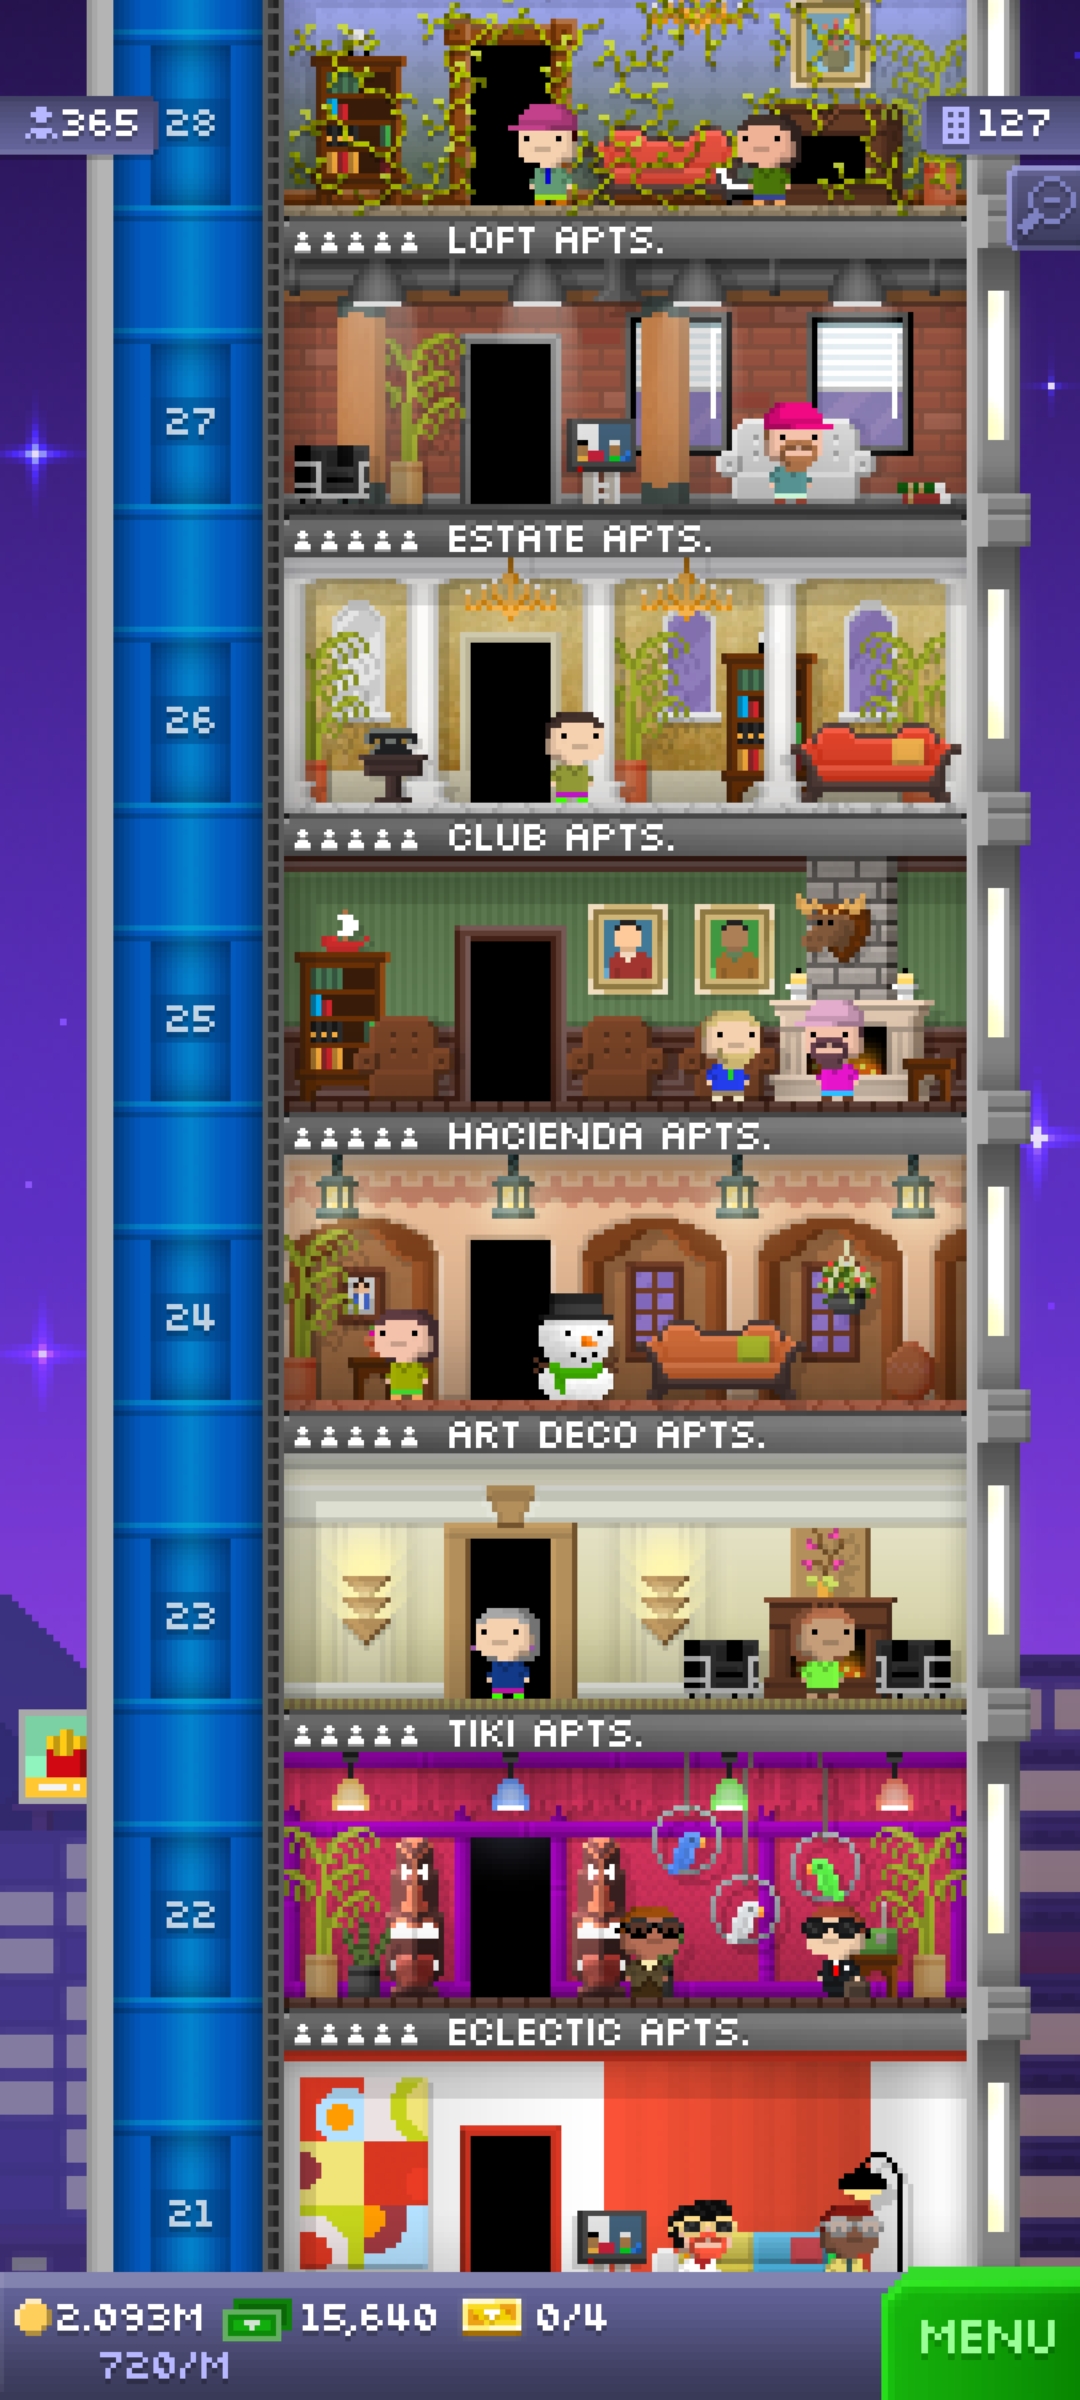 365
28
127
LOFT APTS.
27
ESTATE APTS.
26
CLUB APTS.
25
HACIENDA APTS.
24
ART DECO APTS.
23
TIKI APTS.
22
ECLECTIC APTS.
21
2.093M 15,640 0/4
720/M
MENU